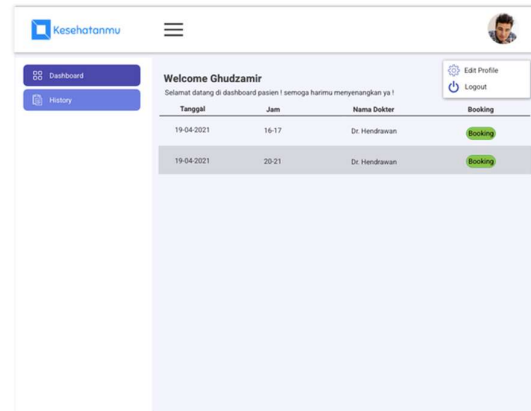 Kesehatanmu
Edit Profile
Logout
Dashboard
History
Welcome Ghudzamir
Selamat datang di dashboard pasien ! semoga harimu menyenangkan ya !
Tanggal Jam Nama Dokter Booking
19-04-2021 16-17 Dr. Hendrawan Booking
19-04-2021 20-21 Dr. Hendrawan Booking